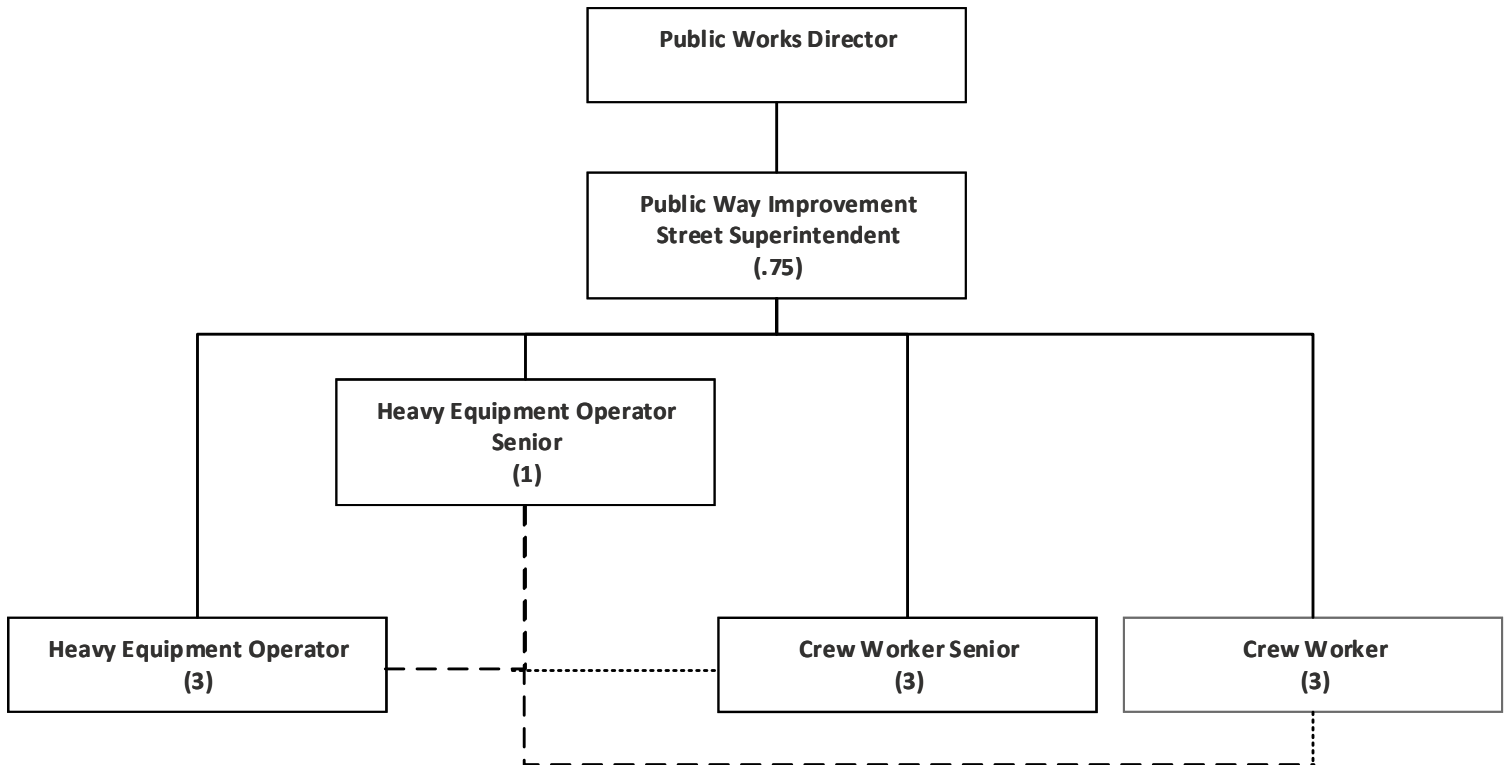 Public Works Director
Public Way Improvement
Street Superintendent
(.75)
Heavy Equipment Operator
Senior
(1)
Heavy Equipment Operator
(3)
Crew Worker Senior
(3)
Crew Worker
(3)